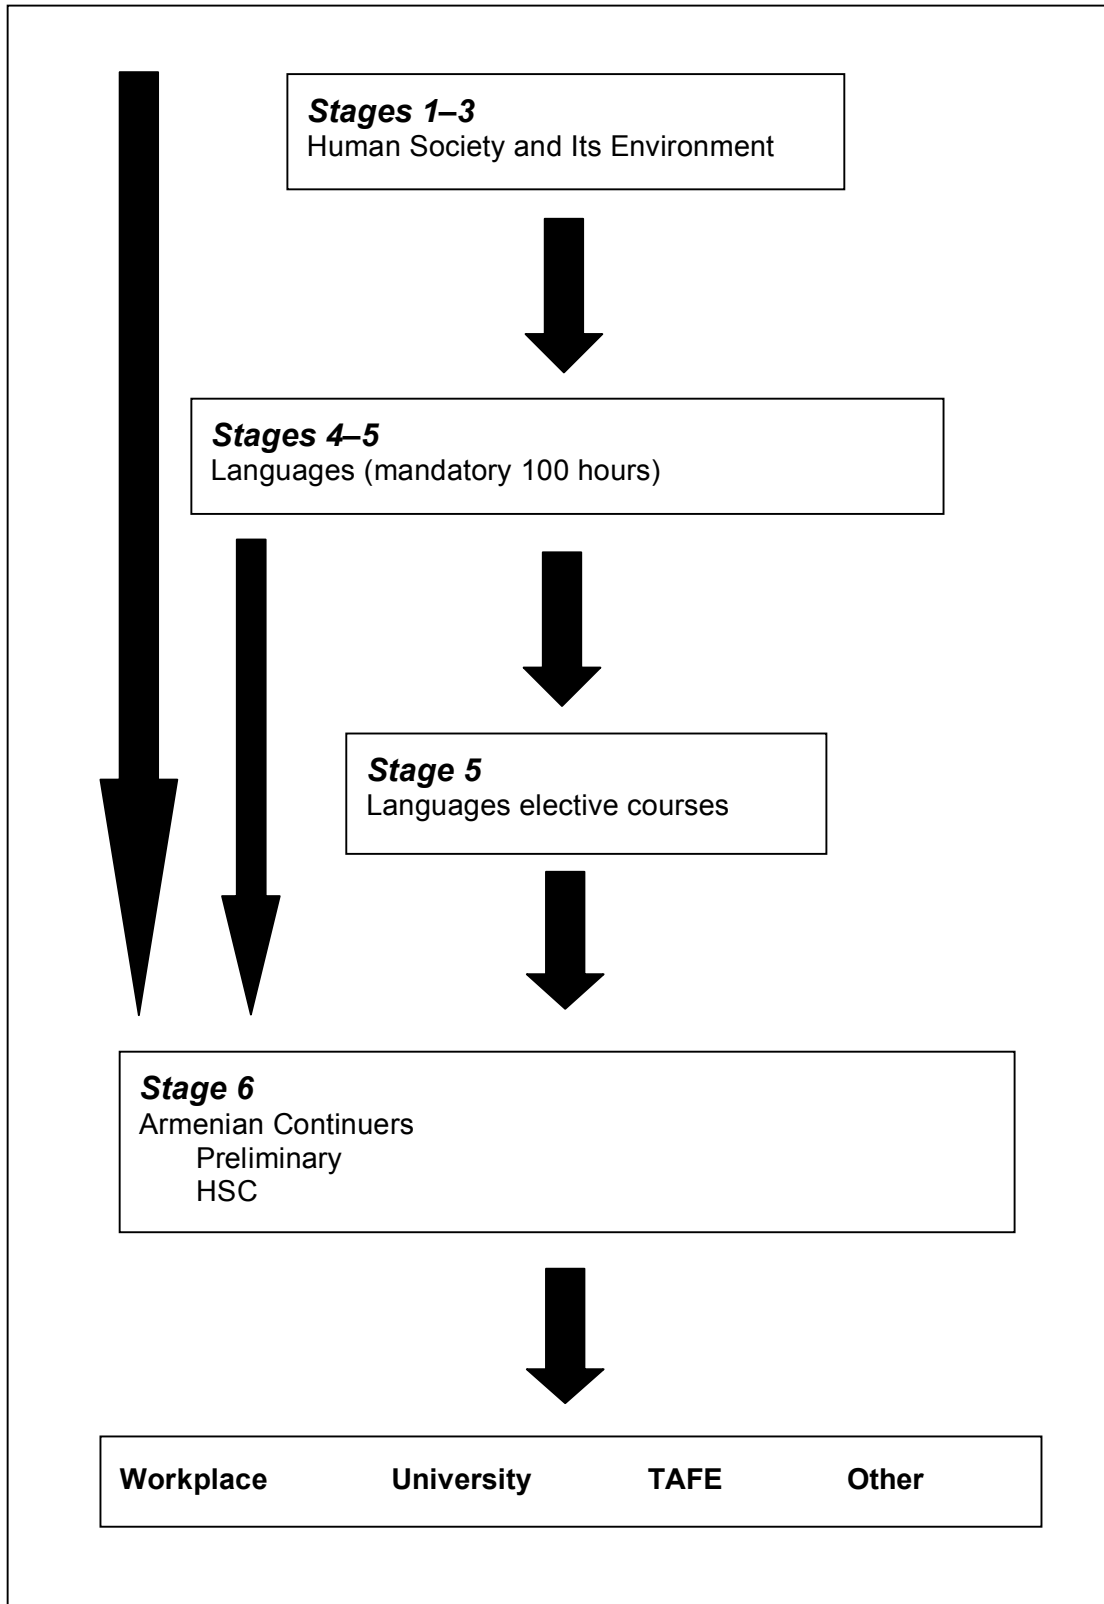 Stages 1–3
Human Society and Its Environment
Stages 4–5
Languages (mandatory 100 hours)
Stage 5
Languages elective courses
Stage 6
Armenian Continuers
Preliminary
HSC
Workplace University TAFE Other